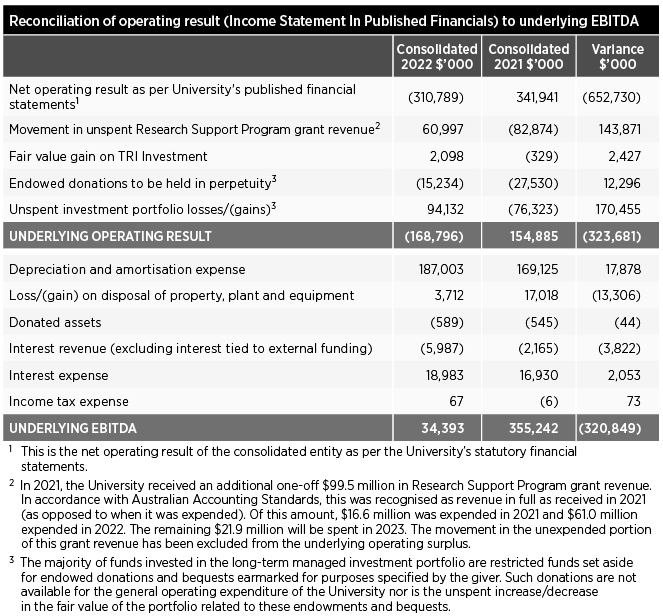 Reconciliation of operating result (Income Statement In Published Financials) to underlying EBITDA
Consolidated 2022 $'000 Consolidated 2021 $'000 Variance $'000
Net operating result as per University's published financial
statements¹ (310,789) 341,941 (652,730)
Movement in unspent Research Support Program grant revenue² 60,997 (82,874) 143,871
Fair value gain on TRI Investment 2,098 (329) 2,427
Endowed donations to be held in perpetuity³ (15,234) (27,530) 12,296
Unspent investment portfolio losses/(gains)³ 94,132 (76,323) 170,455
UNDERLYING OPERATING RESULT (168,796) 154,885 (323,681)
Depreciation and amortisation expense 187,003 169,125 17,878
Loss/(gain) on disposal of property, plant and equipment 3,712 17,018 (13,306)
Donated assets (589) (545) (44)
Interest revenue (excluding interest tied to external funding) (5,987) (2,165) (3,822)
Interest expense 18,983 16,930 2,053
Income tax expense 67 (6) 73
UNDERLYING EBITDA 34,393 355,242 (320,849)
¹ This is the net operating result of the consolidated entity as per the University's statutory financial
statements.
² In 2021, the University received an additional one-off $99.5 million in Research Support Program grant revenue.
In accordance with Australian Accounting Standards, this was recognised as revenue in full as received in 2021
(as opposed to when it was expended). Of this amount, $16.6 million was expended in 2021 and $61.0 million
expended in 2022. The remaining $21.9 million will be spent in 2023. The movement in the unexpended portion
of this grant revenue has been excluded from the underlying operating surplus.
³ The majority of funds invested in the long-term managed investment portfolio are restricted funds set aside
for endowed donations and bequests earmarked for purposes specified by the giver. Such donations are not
available for the general operating expenditure of the University nor is the unspent increase/decrease
in the fair value of the portfolio related to these endowments and bequests.